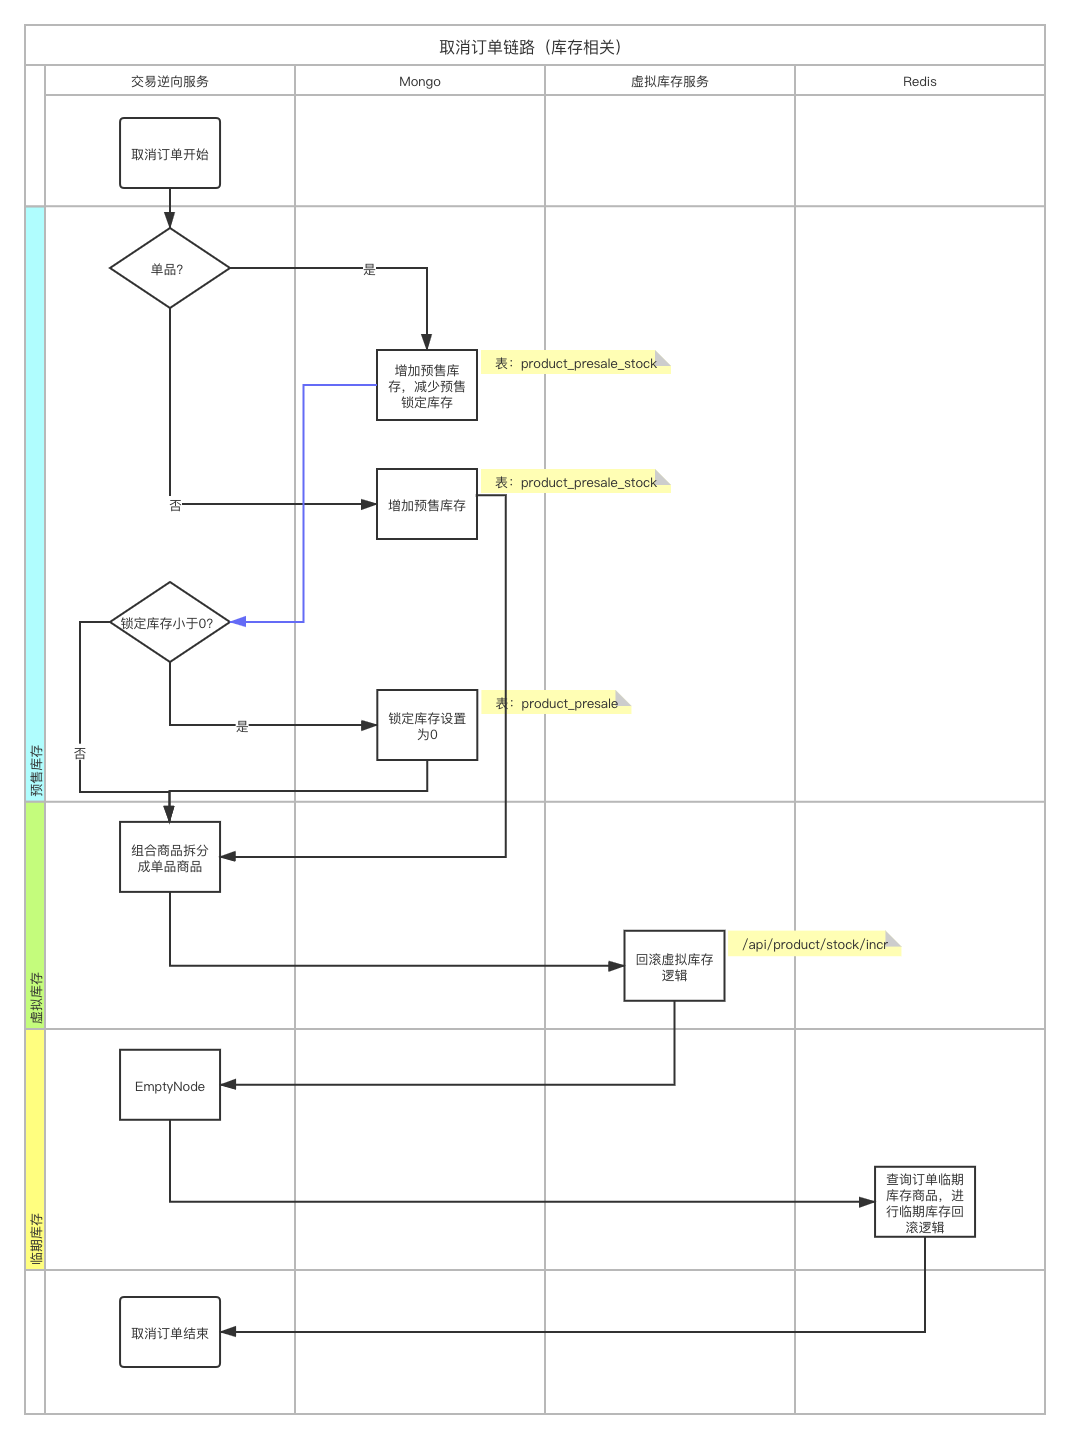 取消订单链路（库存相关）
交易逆向服务
Mongo
虚拟库存服务
Redis
取消订单开始
单品?
是
增加预售库
存，减少预售
锁定库存
表：product_presale_stock
表：product_presale_stock
否
增加预售库存
锁定库存小于0?
锁定库存设置
为0
表：product_presale
是
否
预售库存
组合商品拆分
成单品商品
回滚虚拟库存
逻辑
/api/product/stock/incr
虚拟库存
EmptyNode
查询订单临期
库存商品，进
行临期库存回
滚逻辑
临期库存
取消订单结束